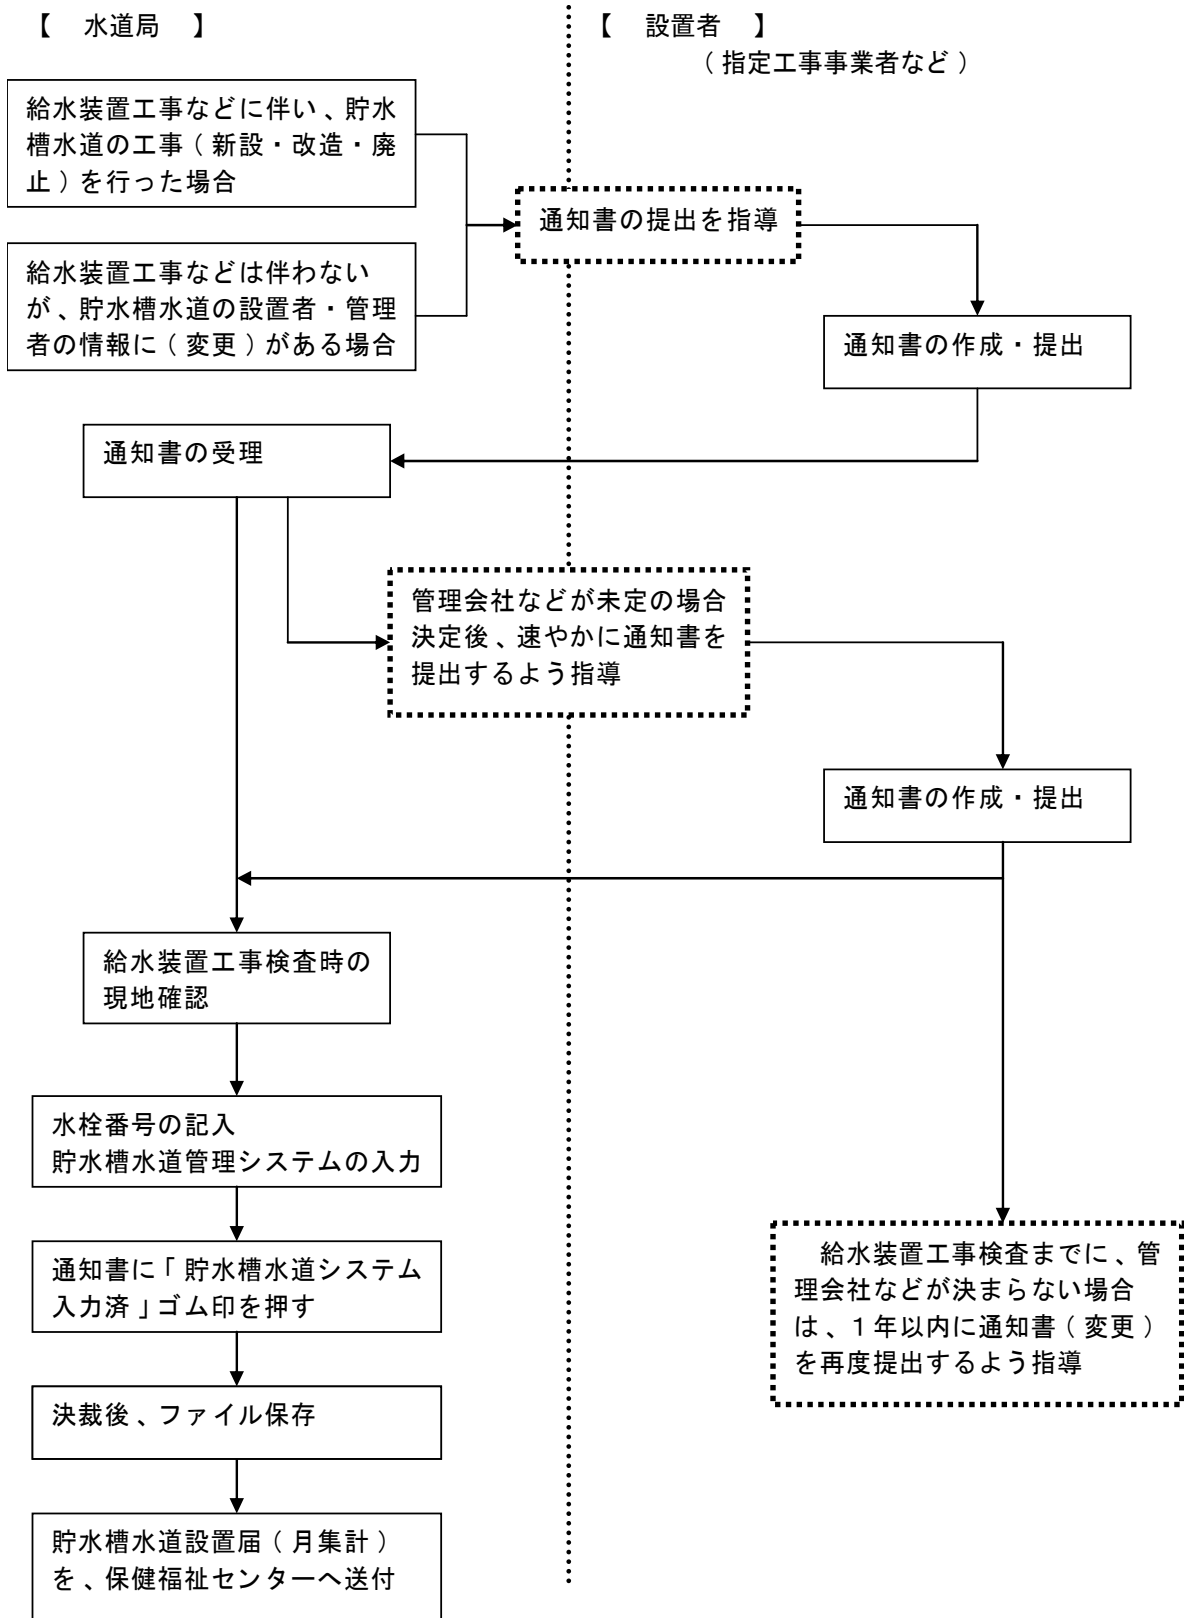 【 水道局 】
【 設置者 】
（指定工事事業者など）
給水装置工事などに伴い、貯水
槽水道の工事（新設・改造・廃
止）を行った場合
通知書の提出を指導
給水装置工事などは伴わない
が、貯水槽水道の設置者・管理
者の情報に（変更）がある場合
通知書の作成・提出
通知書の受理
管理会社などが未定の場合
決定後、速やかに通知書を
提出するよう指導
通知書の作成・提出
給水装置工事検査時の
現地確認
水栓番号の記入
貯水槽水道管理システムの入力
通知書に「貯水槽水道システム
入力済」ゴム印を押す
給水装置工事検査までに、管
理会社などが決まらない場合
は、1年以内に通知書（変更）
を再度提出するよう指導
決裁後、ファイル保存
貯水槽水道設置届（月集計）
を、保健福祉センターへ送付